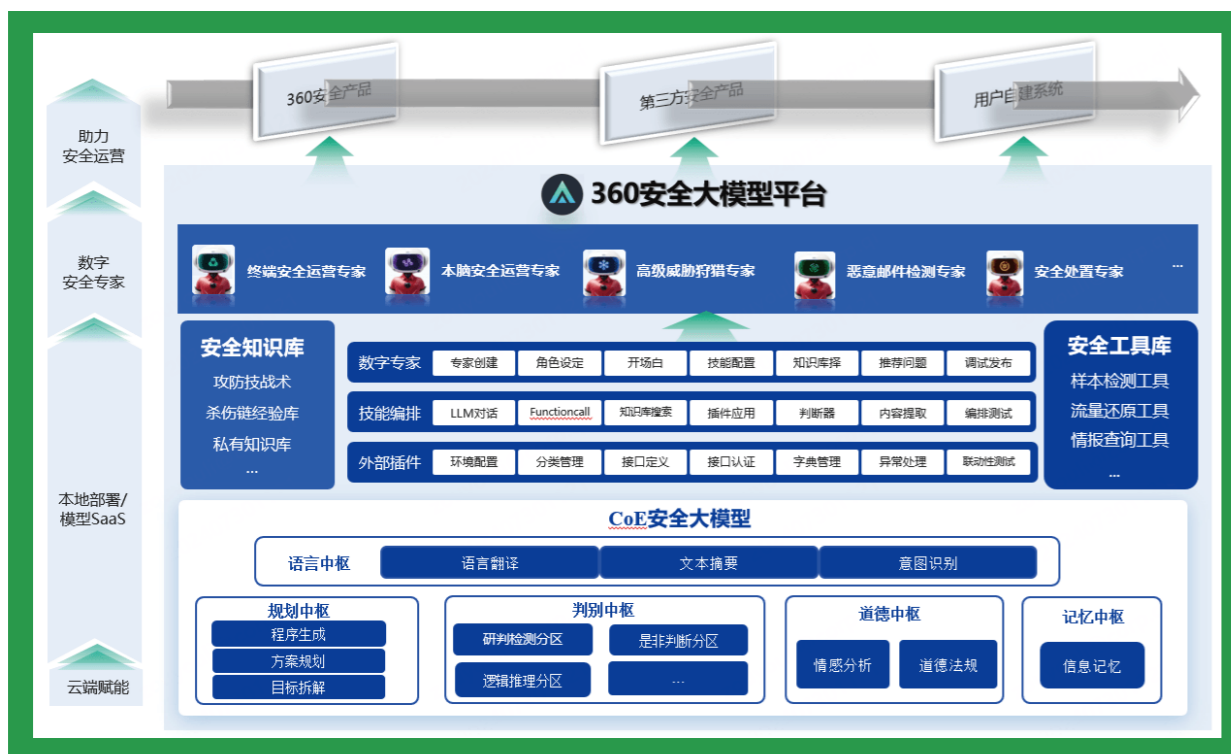 360安全产品
第三方安全产品
用户自建系统
助力
安全运营
数字
安全专家
本地部署/
模型SaaS
云端赋能
360安全大模型平台
终端安全运营专家
本脑安全运营专家
高级威胁狩猎专家
恶意邮件检测专家
安全处置专家
...
安全知识库
攻防技战术
杀伤链经验库
私有知识库
...
数字专家 专家创建 角色设定 开场白 技能配置 知识库择 推荐问题 调试发布
技能编排 LLM对话 Functioncall 知识库搜索 插件应用 判断器 内容提取 编排测试
外部插件 环境配置 分类管理 接口定义 接口认证 字典管理 异常处理 联动性测试
安全工具库
样本检测工具
流量还原工具
情报查询工具
...
CoE安全大模型
语言中枢 语言翻译 文本摘要 意图识别
规划中枢
程序生成
方案规划
目标拆解
判别中枢
研判检测分区 是非判断分区
逻辑推理分区 ...
道德中枢
情感分析 道德法规
记忆中枢
信息记忆